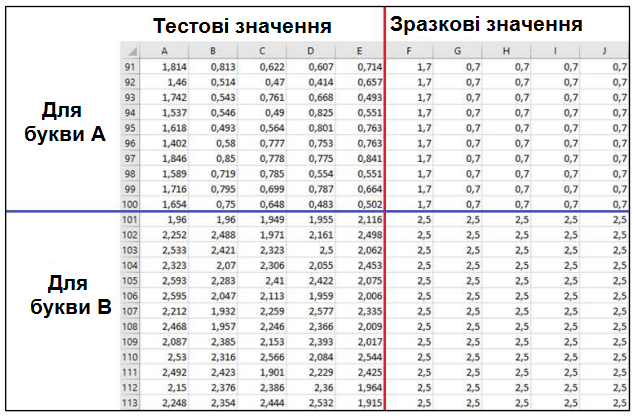 Тестові значення Зразкові значення
A B C D E F G H I J
Для
букви А
91 1,814 0,813 0,622 0,607 0,714 1,7 0,7 0,7 0,7 0,7
92 1,46 0,514 0,47 0,414 0,657 1,7 0,7 0,7 0,7 0,7
93 1,742 0,543 0,761 0,668 0,493 1,7 0,7 0,7 0,7 0,7
94 1,537 0,546 0,49 0,825 0,551 1,7 0,7 0,7 0,7 0,7
95 1,618 0,493 0,564 0,801 0,763 1,7 0,7 0,7 0,7 0,7
96 1,402 0,58 0,777 0,753 0,763 1,7 0,7 0,7 0,7 0,7
97 1,846 0,85 0,778 0,775 0,841 1,7 0,7 0,7 0,7 0,7
98 1,589 0,719 0,785 0,554 0,551 1,7 0,7 0,7 0,7 0,7
99 1,716 0,795 0,699 0,787 0,664 1,7 0,7 0,7 0,7 0,7
100 1,654 0,75 0,648 0,483 0,502 1,7 0,7 0,7 0,7 0,7
Для
букви В
101 1,96 1,96 1,949 1,955 2,116 2,5 2,5 2,5 2,5 2,5
102 2,252 2,488 1,971 2,161 2,498 2,5 2,5 2,5 2,5 2,5
103 2,533 2,421 2,323 2,5 2,062 2,5 2,5 2,5 2,5 2,5
104 2,323 2,07 2,306 2,055 2,453 2,5 2,5 2,5 2,5 2,5
105 2,593 2,283 2,41 2,422 2,075 2,5 2,5 2,5 2,5 2,5
106 2,595 2,047 2,113 1,959 2,006 2,5 2,5 2,5 2,5 2,5
107 2,212 1,932 2,259 2,577 2,335 2,5 2,5 2,5 2,5 2,5
108 2,468 1,957 2,246 2,366 2,009 2,5 2,5 2,5 2,5 2,5
109 2,087 2,385 2,153 2,393 2,017 2,5 2,5 2,5 2,5 2,5
110 2,53 2,316 2,566 2,084 2,544 2,5 2,5 2,5 2,5 2,5
111 2,492 2,423 1,901 2,229 2,425 2,5 2,5 2,5 2,5 2,5
112 2,15 2,376 2,386 2,36 1,964 2,5 2,5 2,5 2,5 2,5
113 2,248 2,354 2,444 2,532 1,915 2,5 2,5 2,5 2,5 2,5